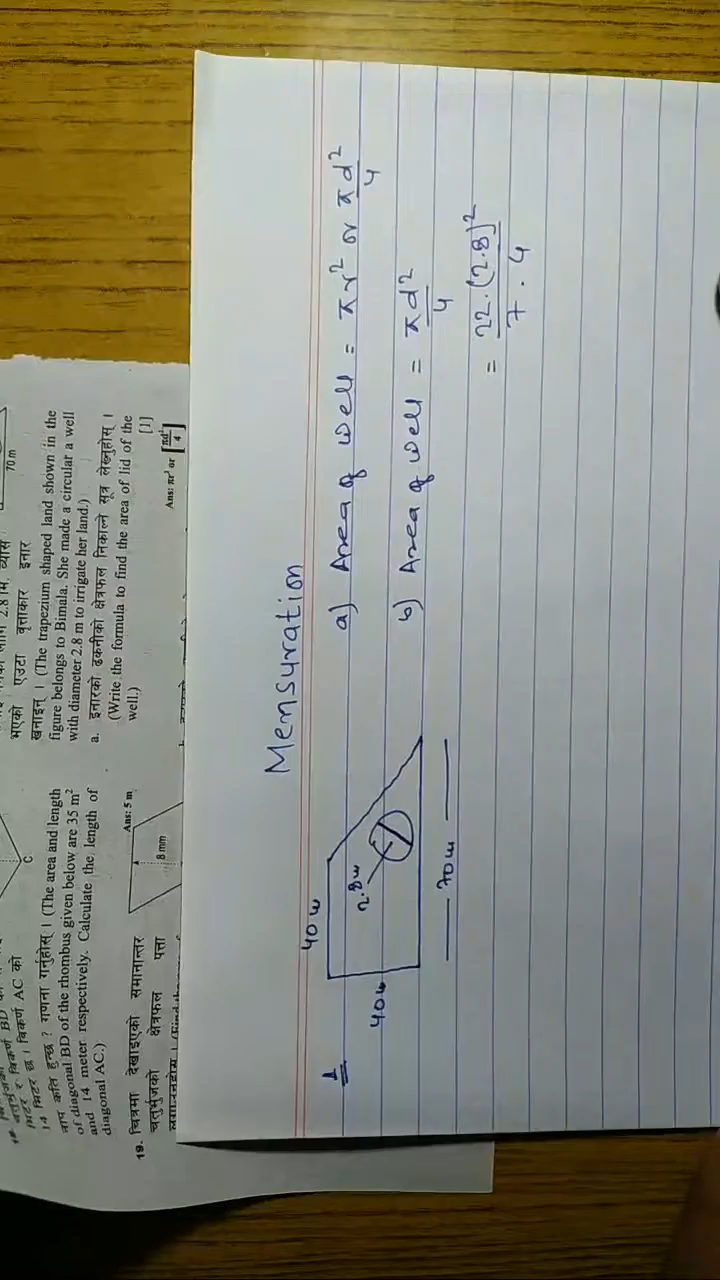 Mensuration
1
40m
40m
2.8m
70m
a) Area of well = πr² or πd²/4
b) Area of well = πd²/4
= 22.(2.8)²/7.4
70 m
भएको एउटा वृत्ताकार इनार
खनाइन् । (The trapezium shaped land shown in the
figure belongs to Bimala. She made a circular a well
with diameter 2.8 m to irrigate her land.)
a. इनारको ढकनीको क्षेत्रफल निकाल्ने सूत्र लेख्नुहोस् ।
(Write the formula to find the area of lid of the
well.) [1]
Ans: πr² or [πd²/4]
C
मिटर छ । विकर्ण AC को
नाप कति हुन्छ ? गणना गर्नुहोस् । (The area and length
of diagonal BD of the rhombus given below are 35 m²
and 14 meter respectively. Calculate the length of
diagonal AC.)
Ans: 5 m
19. चित्रमा देखाइएको समानान्तर
चतुर्भुजको क्षेत्रफल पत्ता
8 mm